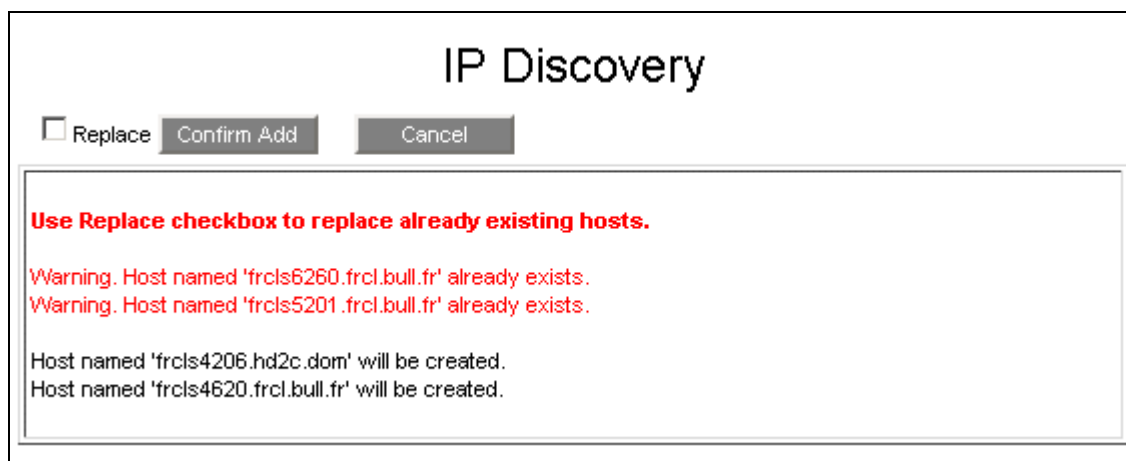 IP Discovery
Replace Confirm Add Cancel
Use Replace checkbox to replace already existing hosts.
Warning. Host named 'frcls6260.frcl.bull.fr' already exists.
Warning. Host named 'frcls5201.frcl.bull.fr' already exists.
Host named 'frcls4206.hd2c.dom' will be created.
Host named 'frcls4620.frcl.bull.fr' will be created.